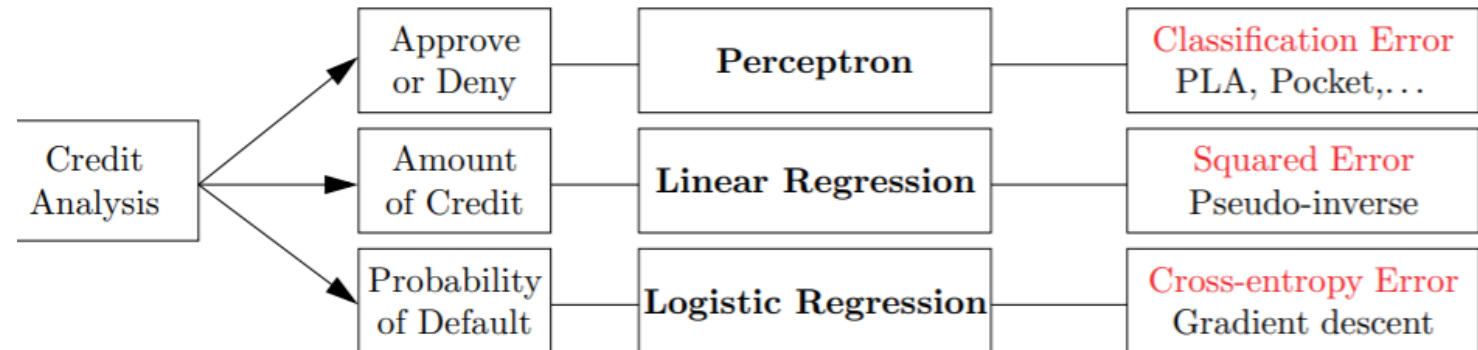 Credit
Analysis
Approve
or Deny
Perceptron
Classification Error
PLA, Pocket,...
Amount
of Credit
Linear Regression
Squared Error
Pseudo-inverse
Probability
of Default
Logistic Regression
Cross-entropy Error
Gradient descent